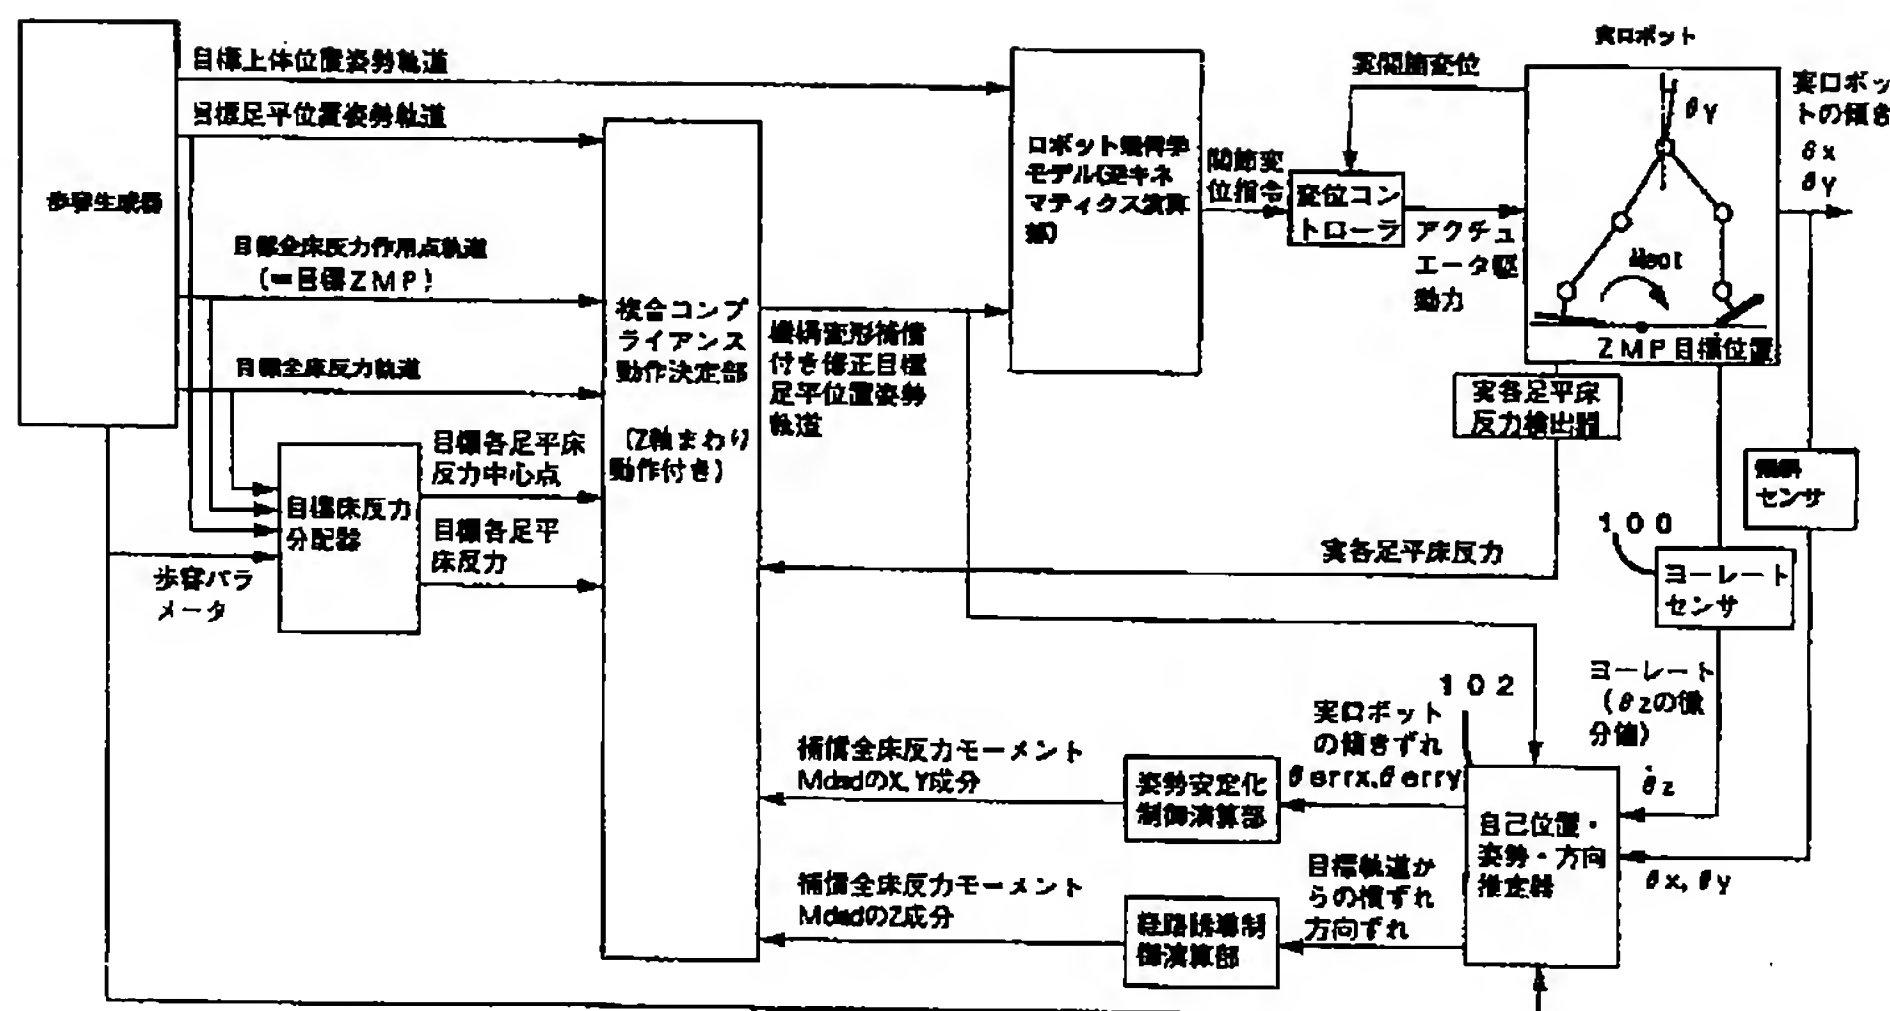 実ロボット
目標上体位置姿勢軌道
目標足平位置姿勢軌道
実関節変位
実ロボッ
トの傾き
θx
θy
θy
歩容生成器
ロボット幾何学
モデル(逆キネ
マティクス演算
部)
関節変
位指令
変位コン
トローラ
アクチュ
エータ駆
動力
Mact
ZMP目標位置
目標全床反力作用点軌道
(=目標ZMP)
目標全床反力軌道
複合コンプ
ライアンス
動作決定部
(Z軸まわり
動作付き)
機構変形補償
付き修正目標
足平位置姿勢
軌道
実各足平床
反力検出器
傾斜
センサ
100
ヨーレート
センサ
目標各足平床
反力中心点
目標床反力
分配器
目標各足平
床反力
歩容パラ
メータ
実各足平床反力
ヨーレート
(θzの微
分値)
102
実ロボット
の傾きずれ
θerrx,θerry
補償全床反力モーメント
MdmdのX,Y成分
姿勢安定化
制御演算部
θ̇z
自己位置・
姿勢・方向
推定器
θx,θy
目標軌道か
らの横ずれ
方向ずれ
補償全床反力モーメント
MdmdのZ成分
経路誘導制
御演算部